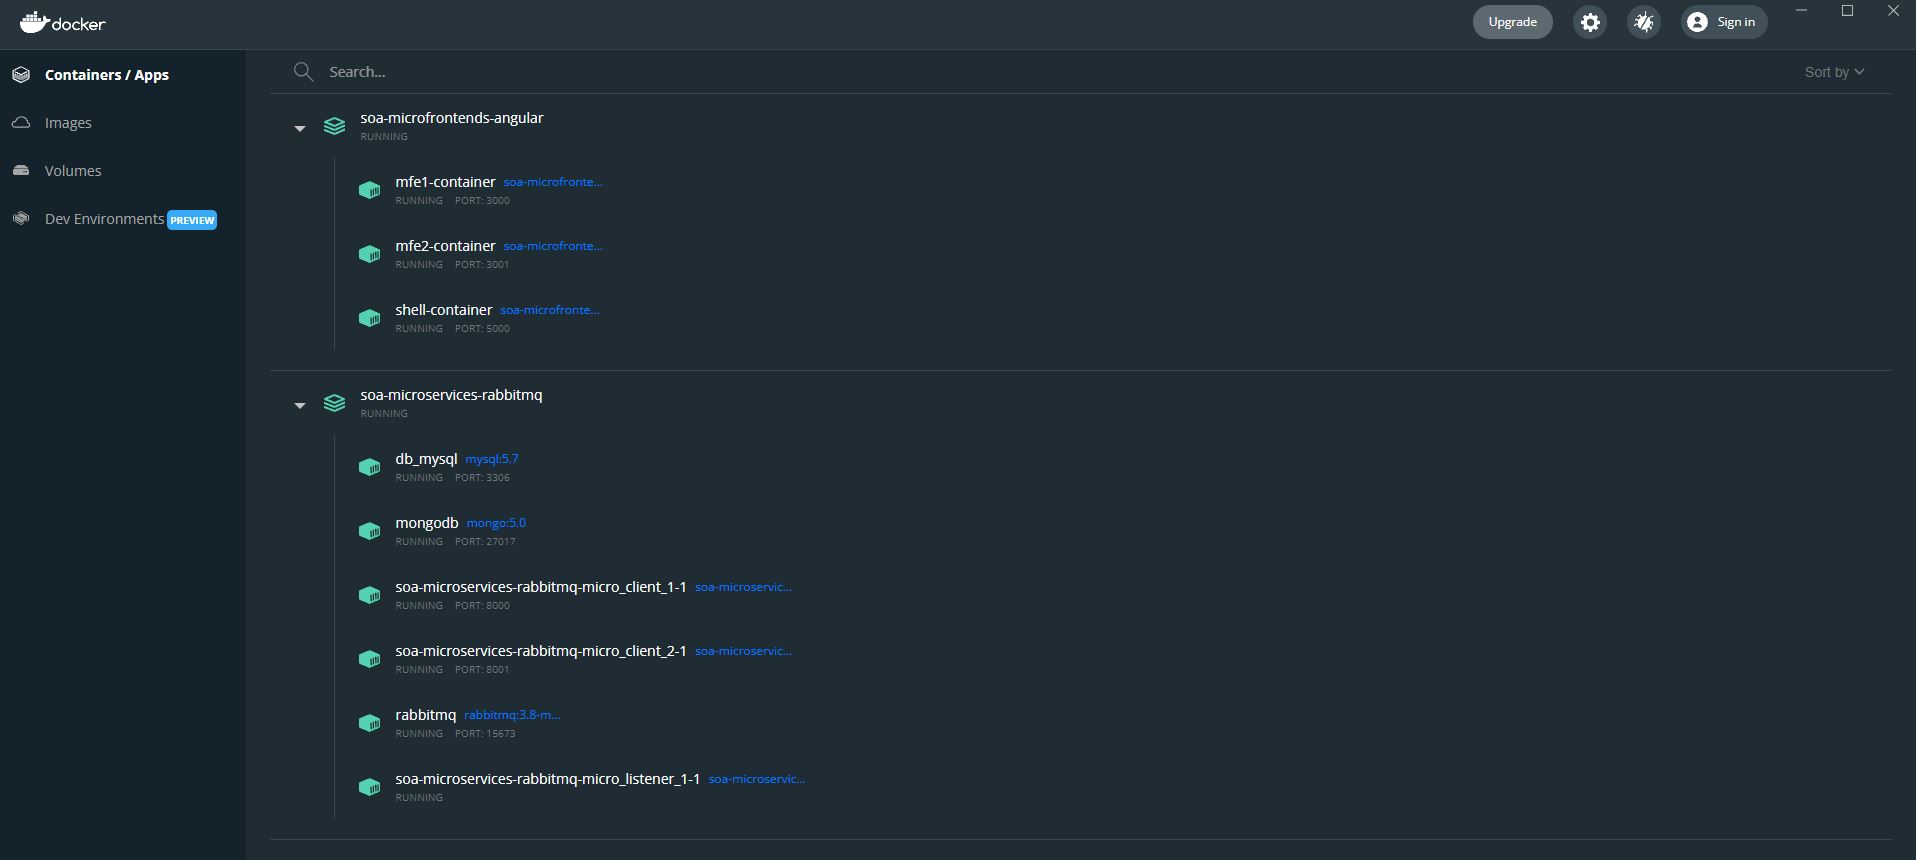 docker
Upgrade
Sign in
Containers / Apps
Images
Volumes
Dev Environments PREVIEW
Search...
Sort by
soa-microfrontends-angular
RUNNING
mfe1-container soa-microfronte...
RUNNING PORT: 3000
mfe2-container soa-microfronte...
RUNNING PORT: 3001
shell-container soa-microfronte...
RUNNING PORT: 5000
soa-microservices-rabbitmq
RUNNING
db_mysql mysql:5.7
RUNNING PORT: 3306
mongodb mongo:5.0
RUNNING PORT: 27017
soa-microservices-rabbitmq-micro_client_1-1 soa-microservic...
RUNNING PORT: 8000
soa-microservices-rabbitmq-micro_client_2-1 soa-microservic...
RUNNING PORT: 8001
rabbitmq rabbitmq:3.8-m...
RUNNING PORT: 15673
soa-microservices-rabbitmq-micro_listener_1-1 soa-microservic...
RUNNING